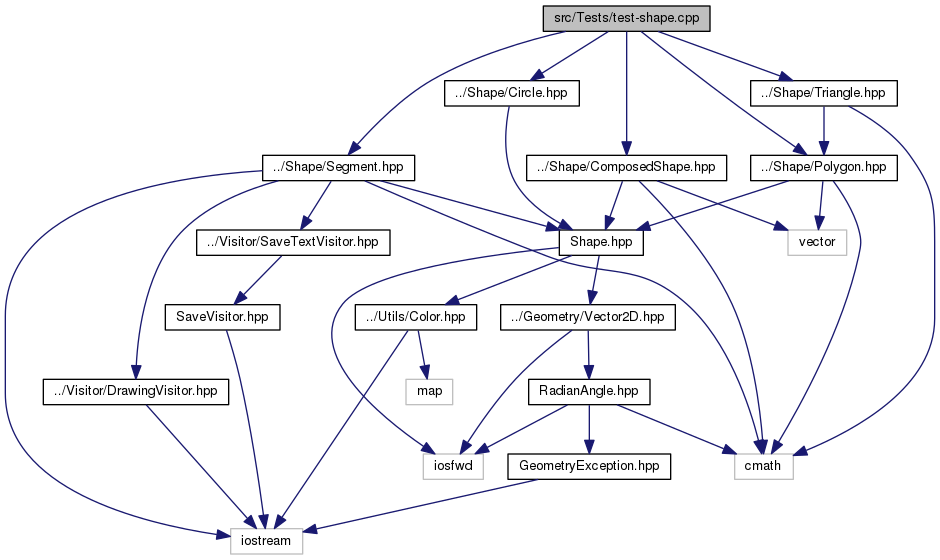 src/Tests/test-shape.cpp
../Shape/Circle.hpp
../Shape/Triangle.hpp
../Shape/Segment.hpp
../Shape/ComposedShape.hpp
../Shape/Polygon.hpp
../Visitor/SaveTextVisitor.hpp
Shape.hpp
vector
SaveVisitor.hpp
../Utils/Color.hpp
../Geometry/Vector2D.hpp
../Visitor/DrawingVisitor.hpp
map
RadianAngle.hpp
iosfwd
GeometryException.hpp
cmath
iostream